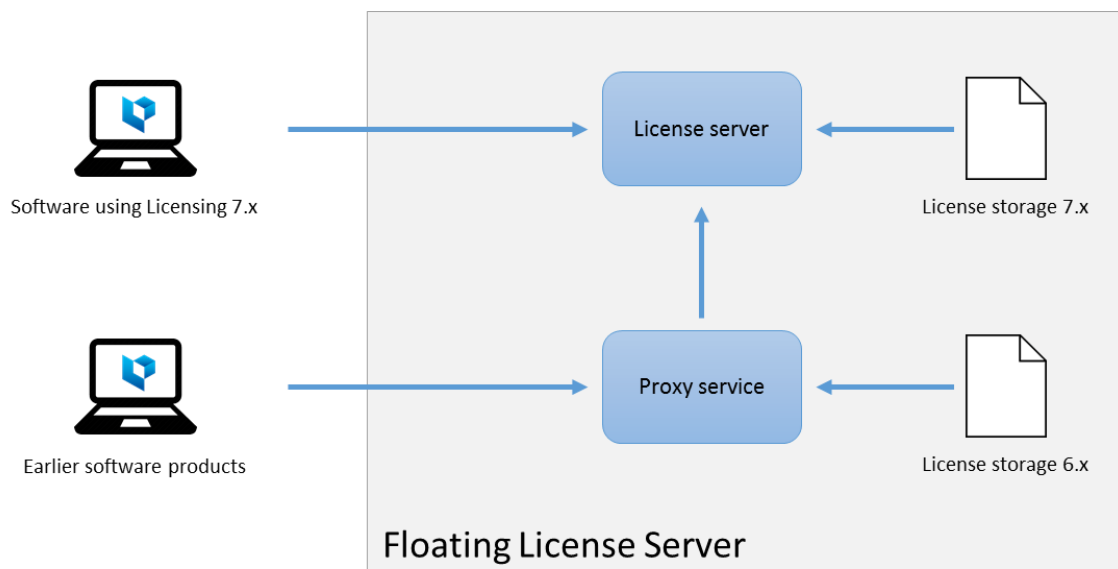 License server
Software using Licensing 7.x
License storage 7.x
Proxy service
Earlier software products
License storage 6.x
Floating License Server